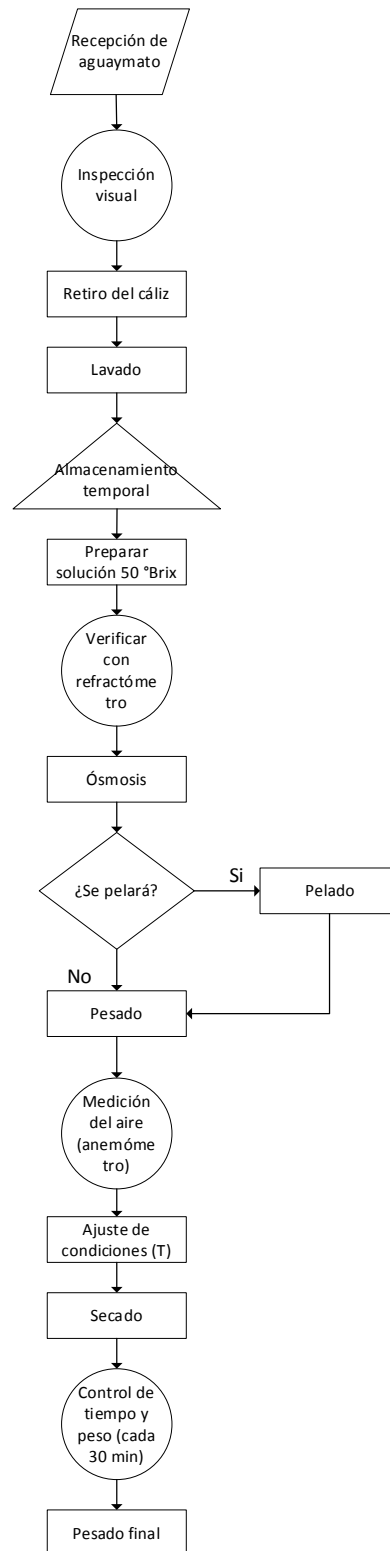 Recepción de
aguaymato
Inspección
visual
Retiro del cáliz
Lavado
Almacenamiento
temporal
Preparar
solución 50 °Brix
Verificar
con
refractóme
tro
Ósmosis
¿Se pelará?
Si
Pelado
No
Pesado
Medición
del aire
(anemóme
tro)
Ajuste de
condiciones (T)
Secado
Control de
tiempo y
peso (cada
30 min)
Pesado final